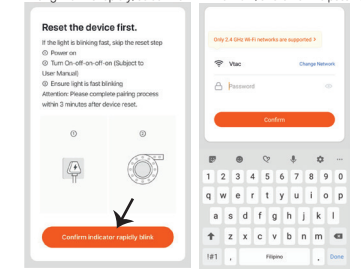 Reset the device first.
If the light is blinking fast, skip the reset step
① Power on
② Turn On-off-on-off-on (Subject to
User Manual)
③ Ensure light is fast blinking
Attention: Please complete pairing process
within 3 minutes after device reset.
①
②
Confirm indicator rapidly blink
Only 2.4 GHz Wi-Fi networks are supported >
Vtac
Change Network
Password
Confirm
1 2 3 4 5 6 7 8 9 0
q w e r t y u i o p
a s d f g h j k l
z x c v b n m
!#1 , Filipino . Done